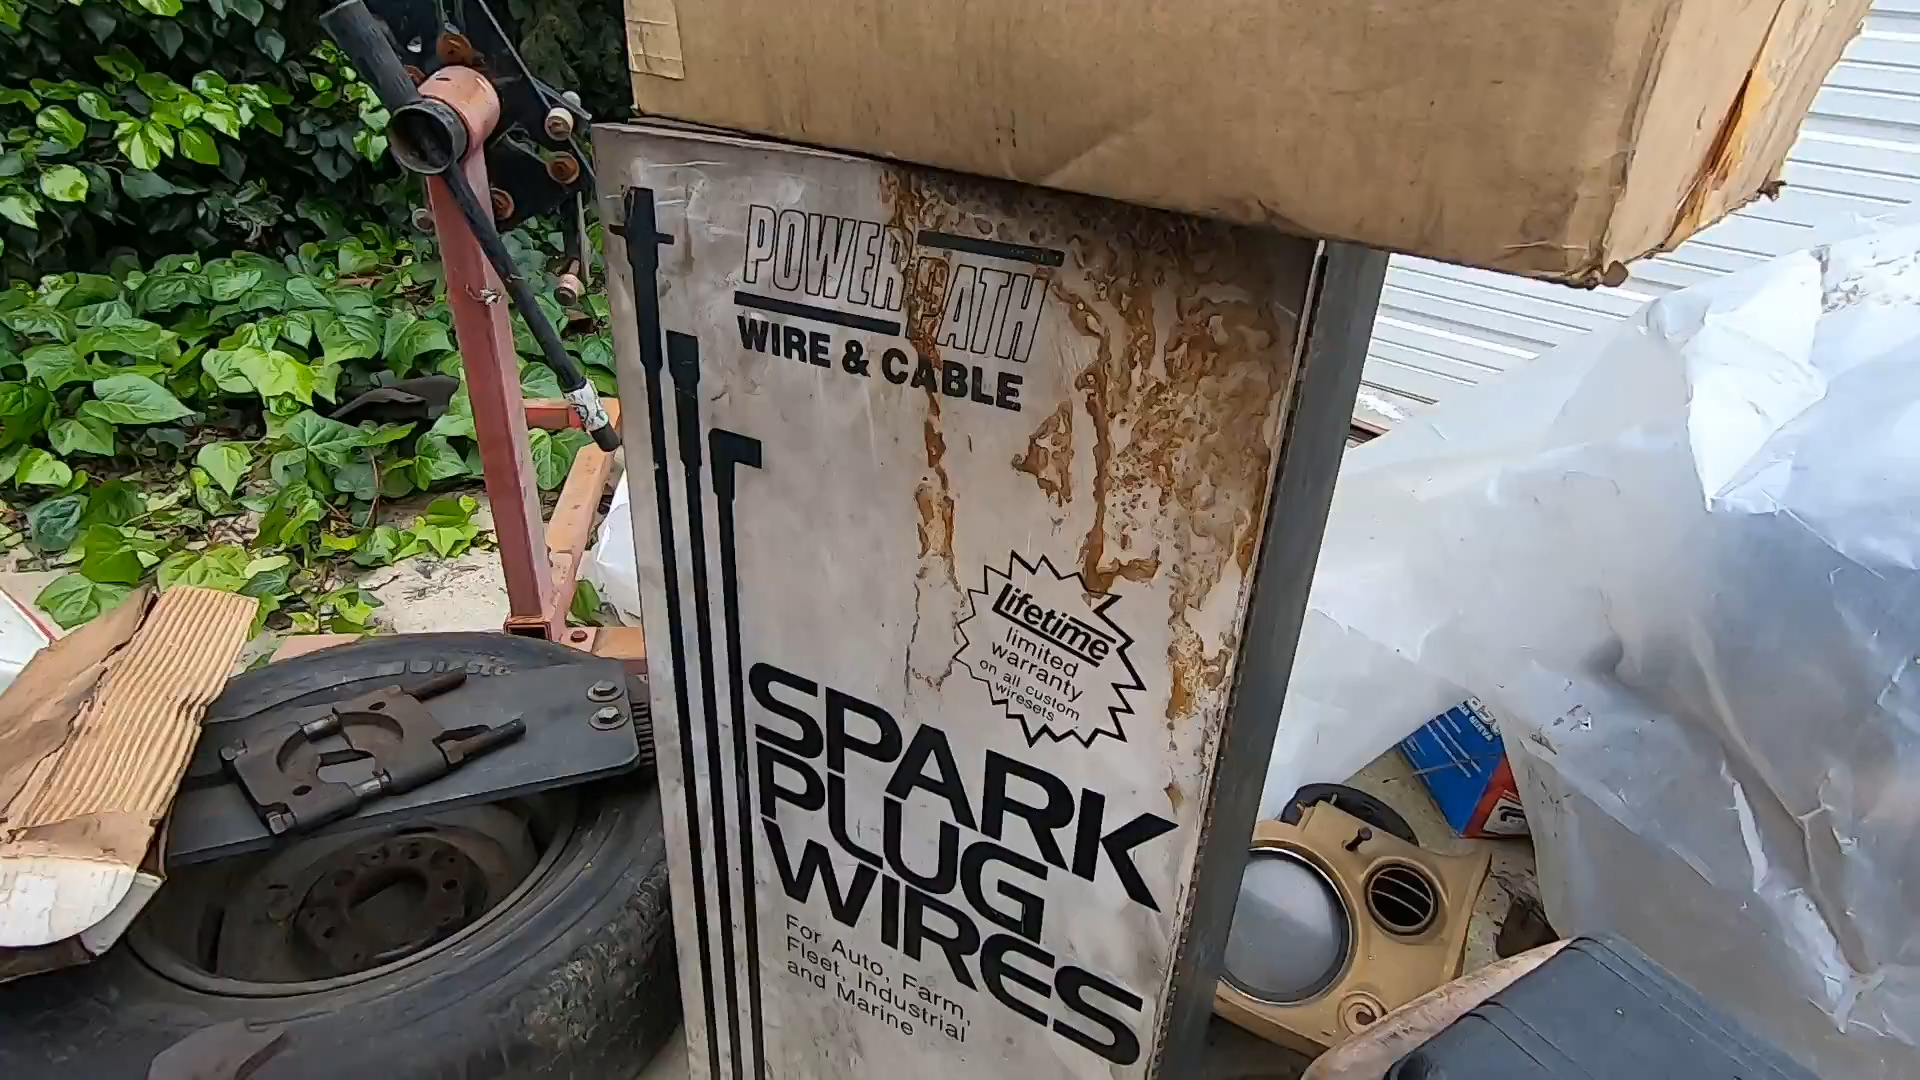 POWER PATH
WIRE & CABLE
lifetime
limited
warranty
on all custom
wiresets
SPARK
PLUG
WIRES
For Auto, Farm,
Fleet, Industrial
and Marine